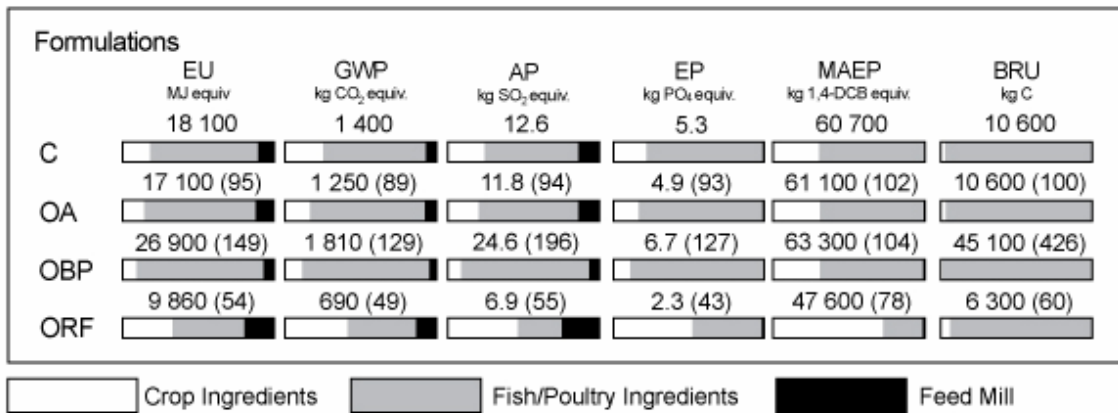 Formulations
EU GWP AP EP MAEP BRU
MJ equiv kg CO₂ equiv. kg SO₂ equiv. kg PO₄ equiv. kg 1,4-DCB equiv. kg C
18 100 1 400 12.6 5.3 60 700 10 600
C
17 100 (95) 1 250 (89) 11.8 (94) 4.9 (93) 61 100 (102) 10 600 (100)
OA
26 900 (149) 1 810 (129) 24.6 (196) 6.7 (127) 63 300 (104) 45 100 (426)
OBP
9 860 (54) 690 (49) 6.9 (55) 2.3 (43) 47 600 (78) 6 300 (60)
ORF
Crop Ingredients Fish/Poultry Ingredients Feed Mill